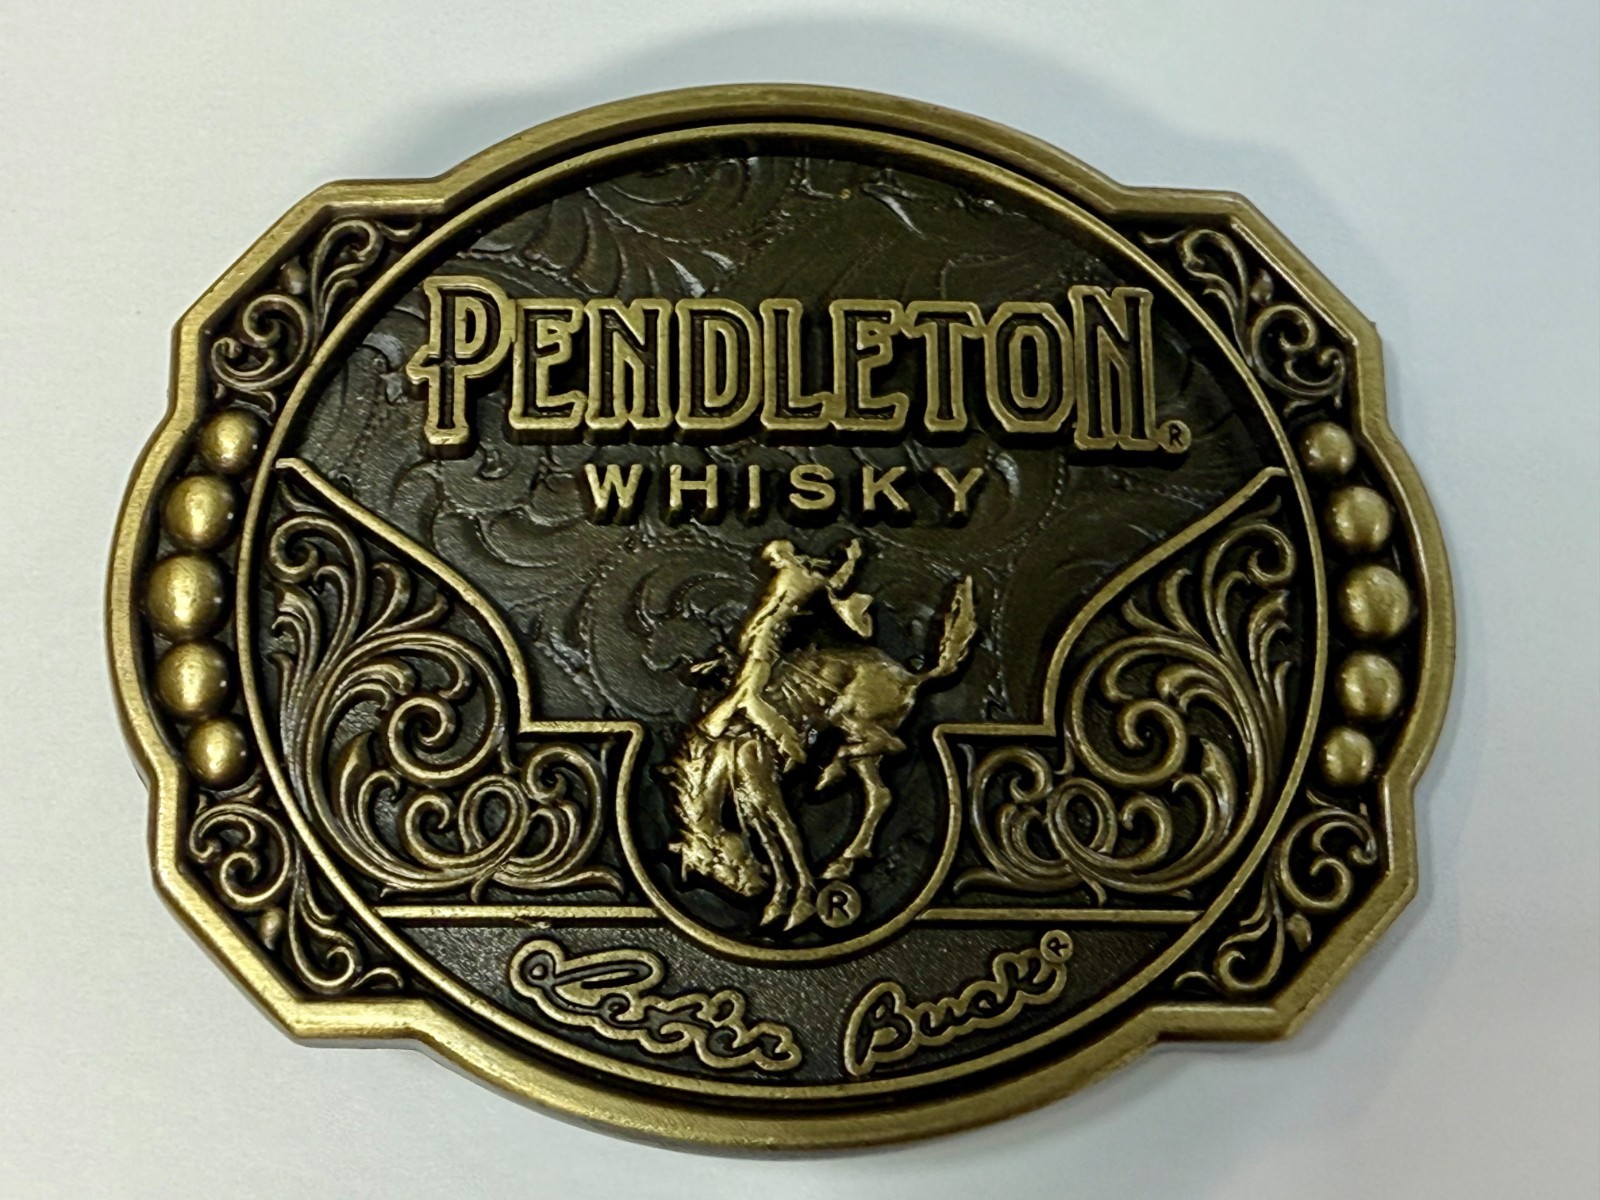 PENDLETON®
WHISKY
®
Let'er Buck®